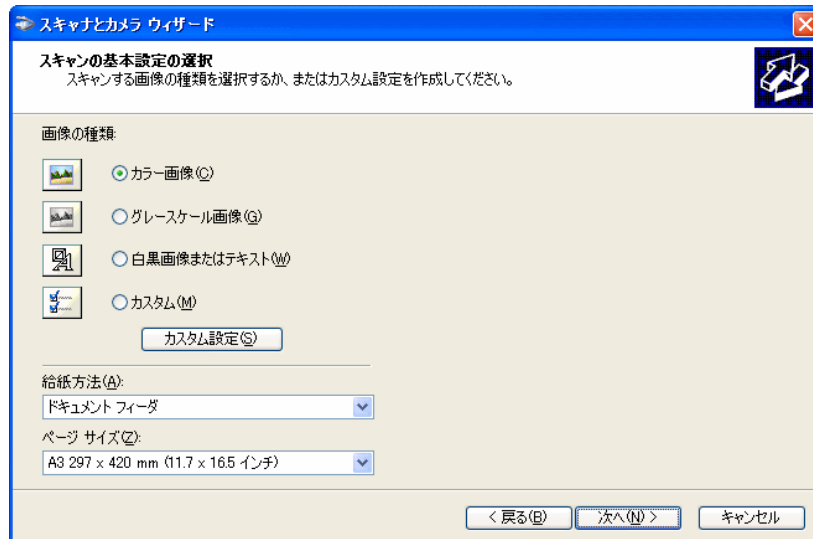 スキャナとカメラ ウィザード
スキャンの基本設定の選択
スキャンする画像の種類を選択するか、またはカスタム設定を作成してください。
画像の種類:
カラー画像(C)
グレースケール画像(G)
白黒画像またはテキスト(W)
カスタム(M)
カスタム設定(S)
給紙方法(A):
ドキュメント フィーダ
ページ サイズ(Z):
A3 297 x 420 mm (11.7 x 16.5 インチ)
< 戻る(B) 次へ(N) > キャンセル